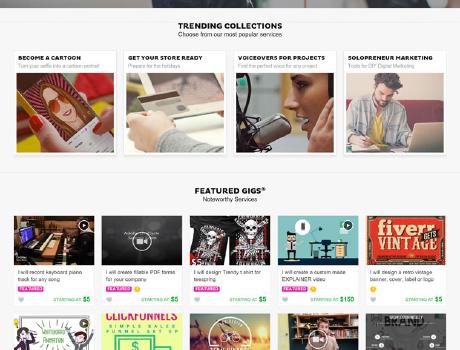 TRENDING COLLECTIONS
Choose from our most popular services
BECOME A CARTOON
Turn your selfie into a cartoon portrait
GET YOUR STORE READY
Prepare for the holidays
VOICEOVERS FOR PROJECTS
Find the perfect voice for any project
SOLOPRENEUR MARKETING
Tools for DIY Digital Marketing
FEATURED GIGS®
Noteworthy Services
fiverr
GETS
VINTAGE
I will record keyboard piano
track for any song
FEATURED
STARTING AT $5
I will create fillable PDF forms
for your company
FEATURED
STARTING AT $5
I will design Trendy t shirt for
teespring
FEATURED
STARTING AT $5
I will create a custom made
EXPLAINER video
FEATURED
STARTING AT $150
I will design a retro vintage
banner, cover, label or logo
STARTING AT $5
CLICKFUNNELS
SIMPLE SALES
FUNNEL SET UP
BRAND